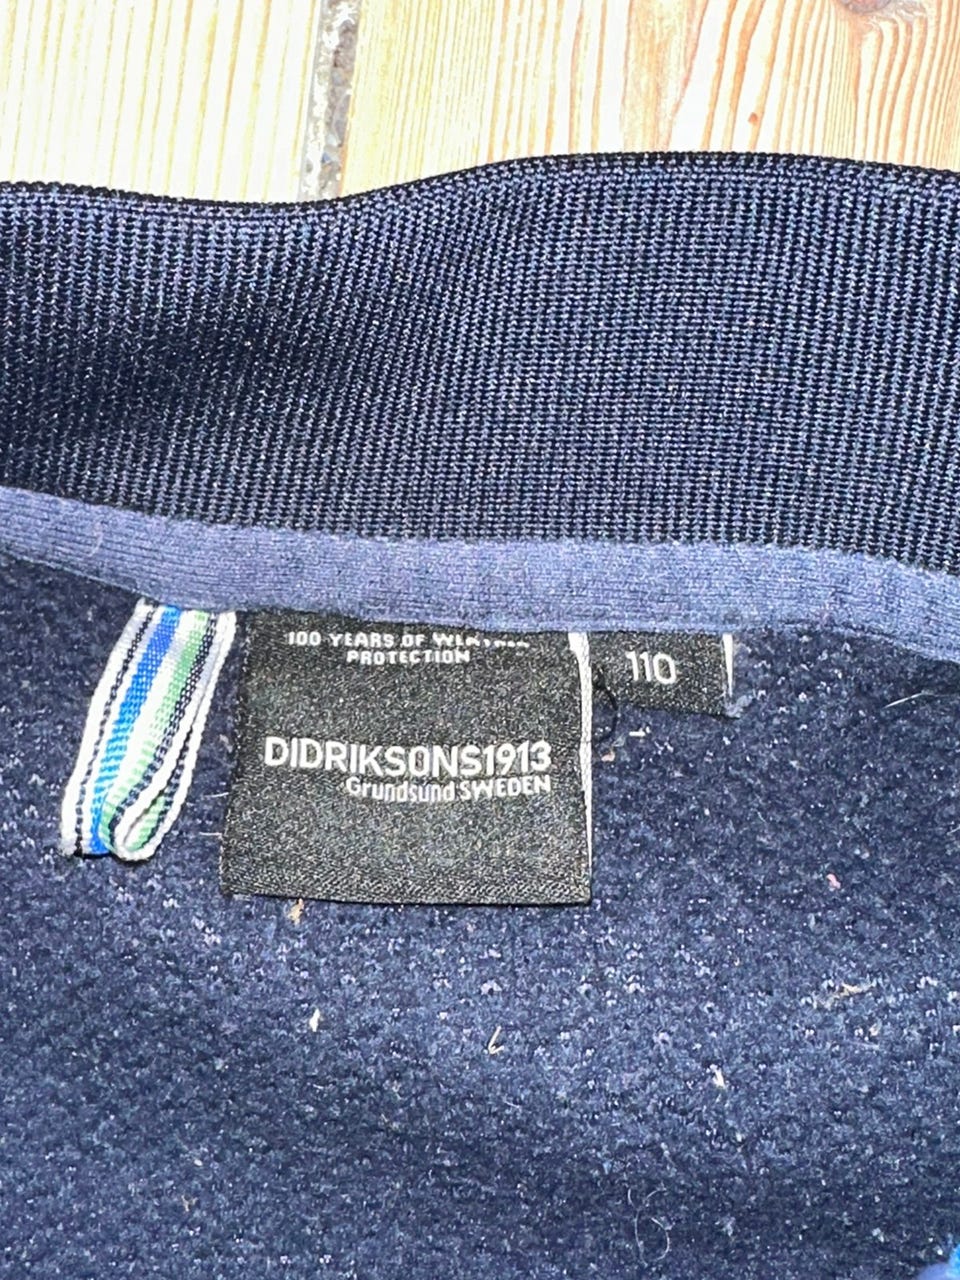 100 YEARS OF
PROTECTION
110
DIDRIKSONS1913
Grundsund SWEDEN